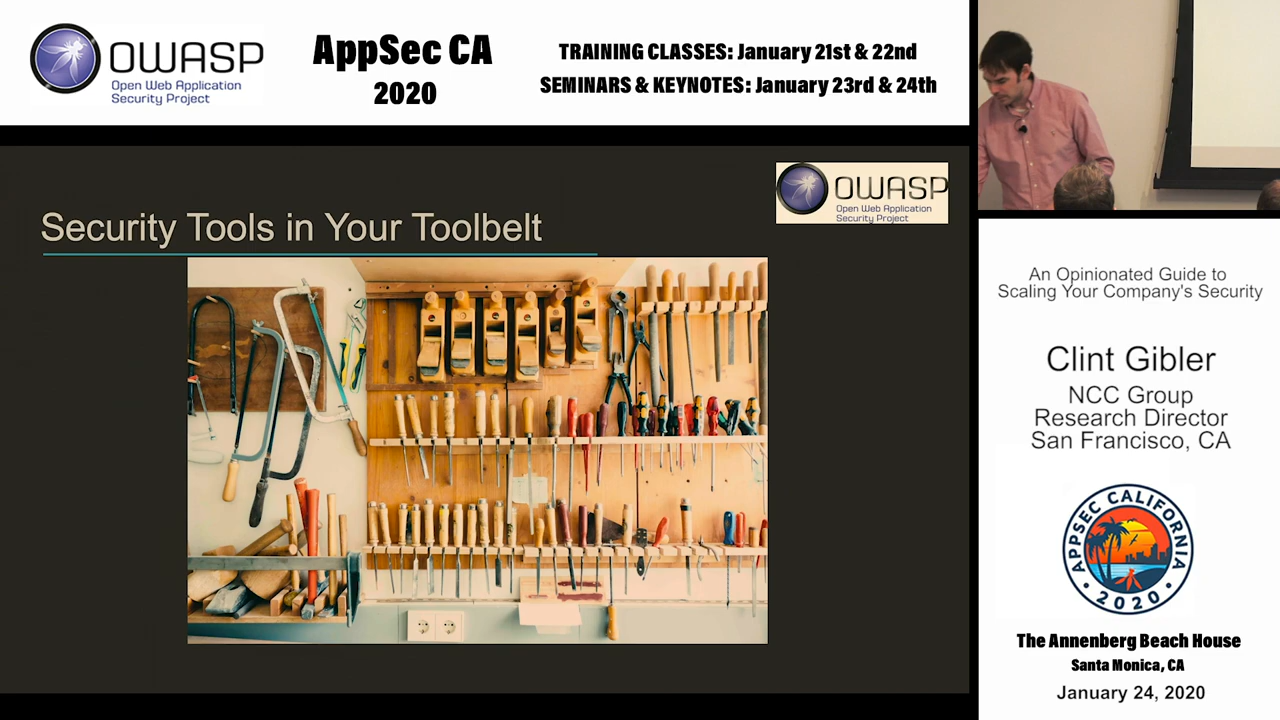 OWASP
Open Web Application
Security Project
AppSec CA
2020
TRAINING CLASSES: January 21st & 22nd
SEMINARS & KEYNOTES: January 23rd & 24th
OWASP
Open Web Application
Security Project
Security Tools in Your Toolbelt
An Opinionated Guide to
Scaling Your Company's Security
Clint Gibler
NCC Group
Research Director
San Francisco, CA
APPSEC CALIFORNIA
• 2020 •
The Annenberg Beach House
Santa Monica, CA
January 24, 2020